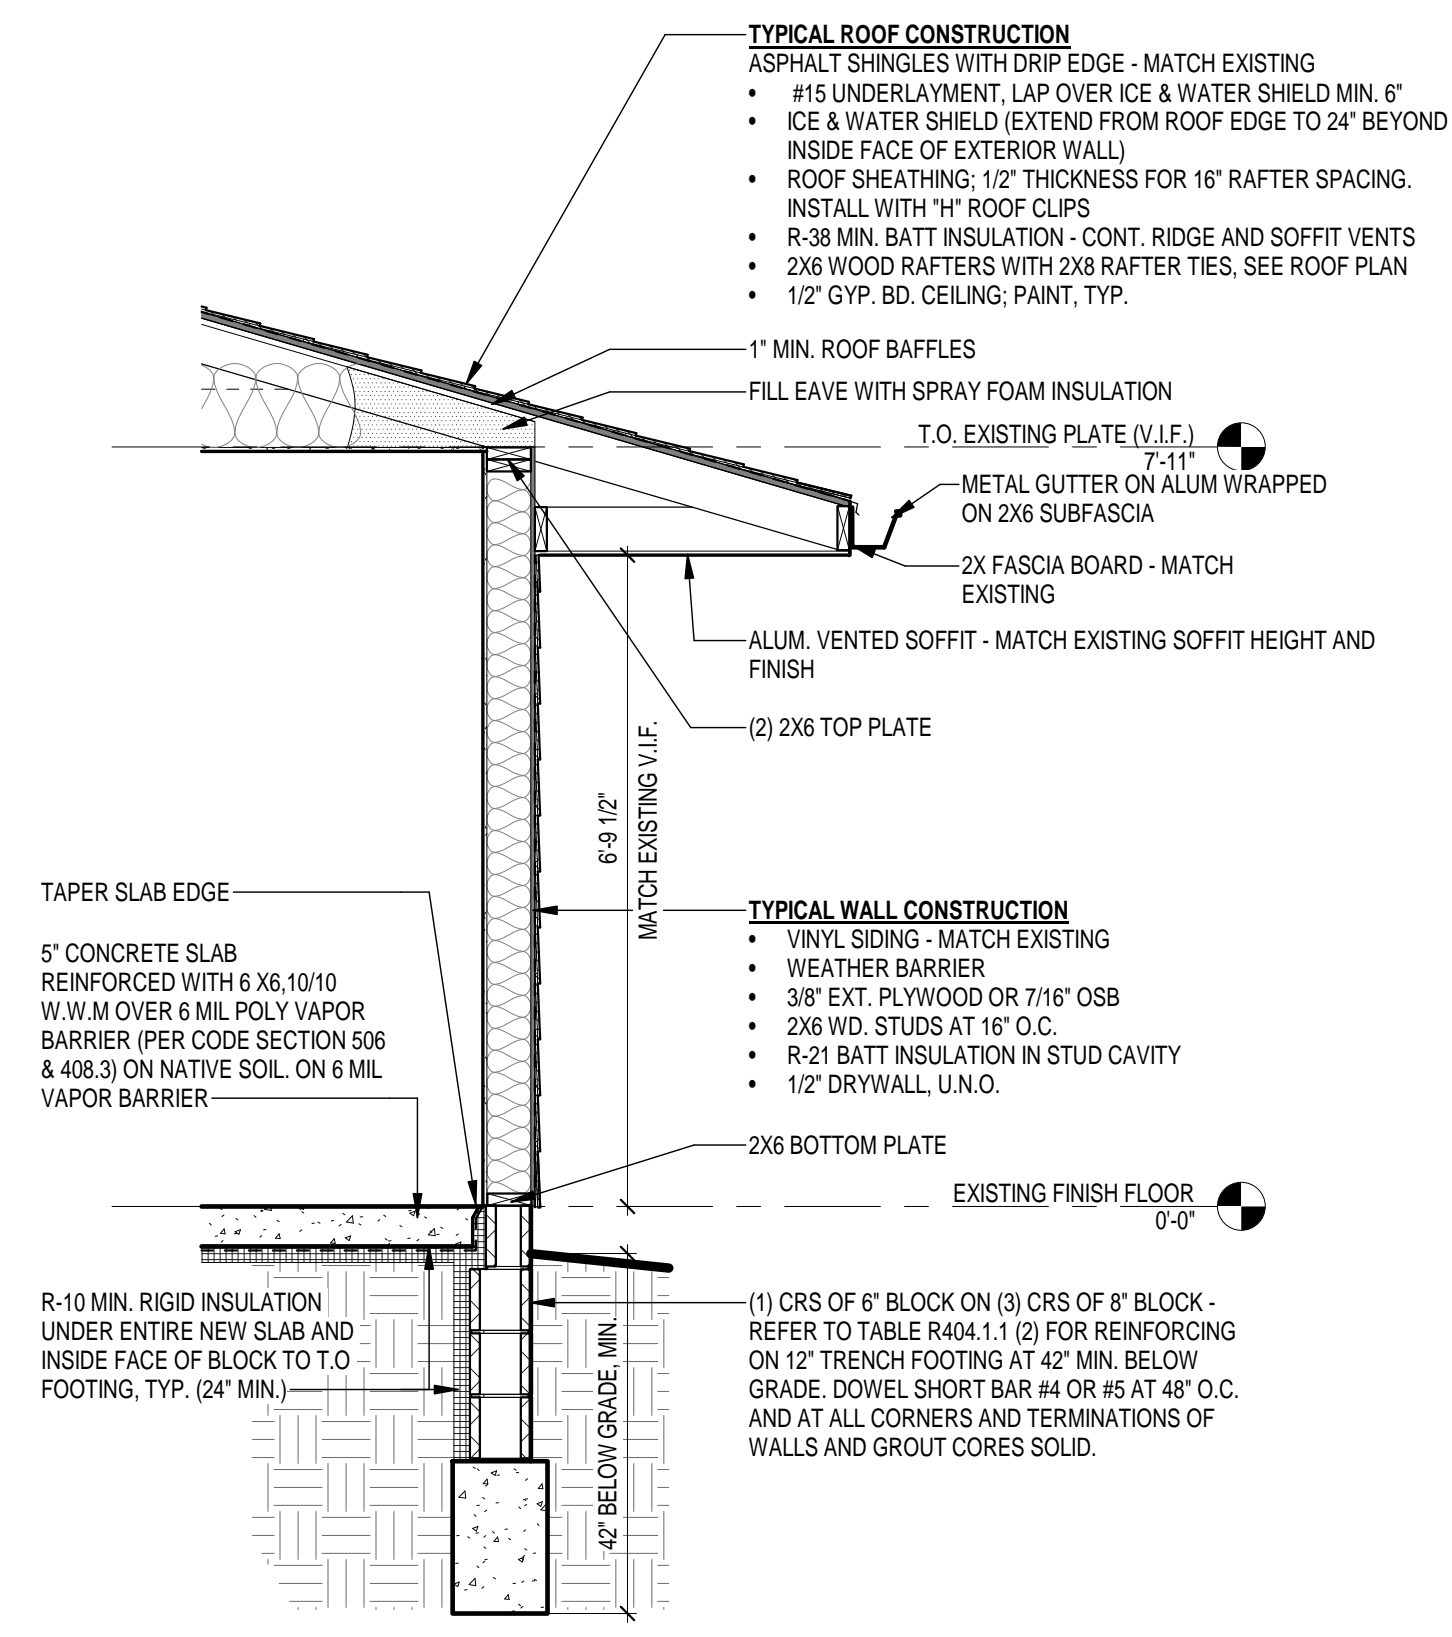 TYPICAL ROOF CONSTRUCTION
ASPHALT SHINGLES WITH DRIP EDGE - MATCH EXISTING
• #15 UNDERLAYMENT, LAP OVER ICE & WATER SHIELD MIN. 6"
• ICE & WATER SHIELD (EXTEND FROM ROOF EDGE TO 24" BEYOND
INSIDE FACE OF EXTERIOR WALL)
• ROOF SHEATHING; 1/2" THICKNESS FOR 16" RAFTER SPACING.
INSTALL WITH "H" ROOF CLIPS
• R-38 MIN. BATT INSULATION - CONT. RIDGE AND SOFFIT VENTS
• 2X6 WOOD RAFTERS WITH 2X8 RAFTER TIES, SEE ROOF PLAN
• 1/2" GYP. BD. CEILING; PAINT, TYP.
1" MIN. ROOF BAFFLES
FILL EAVE WITH SPRAY FOAM INSULATION
T.O. EXISTING PLATE (V.I.F.)
7'-11"
METAL GUTTER ON ALUM WRAPPED
ON 2X6 SUBFASCIA
2X FASCIA BOARD - MATCH
EXISTING
ALUM. VENTED SOFFIT - MATCH EXISTING SOFFIT HEIGHT AND
FINISH
(2) 2X6 TOP PLATE
6'-9 1/2"
MATCH EXISTING V.I.F.
TAPER SLAB EDGE
5" CONCRETE SLAB
REINFORCED WITH 6 X6,10/10
W.W.M OVER 6 MIL POLY VAPOR
BARRIER (PER CODE SECTION 506
& 408.3) ON NATIVE SOIL. ON 6 MIL
VAPOR BARRIER
TYPICAL WALL CONSTRUCTION
• VINYL SIDING - MATCH EXISTING
• WEATHER BARRIER
• 3/8" EXT. PLYWOOD OR 7/16" OSB
• 2X6 WD. STUDS AT 16" O.C.
• R-21 BATT INSULATION IN STUD CAVITY
• 1/2" DRYWALL, U.N.O.
2X6 BOTTOM PLATE
EXISTING FINISH FLOOR
0'-0"
R-10 MIN. RIGID INSULATION
UNDER ENTIRE NEW SLAB AND
INSIDE FACE OF BLOCK TO T.O
FOOTING, TYP. (24" MIN.)
42" BELOW GRADE, MIN.
(1) CRS OF 6" BLOCK ON (3) CRS OF 8" BLOCK -
REFER TO TABLE R404.1.1 (2) FOR REINFORCING
ON 12" TRENCH FOOTING AT 42" MIN. BELOW
GRADE. DOWEL SHORT BAR #4 OR #5 AT 48" O.C.
AND AT ALL CORNERS AND TERMINATIONS OF
WALLS AND GROUT CORES SOLID.